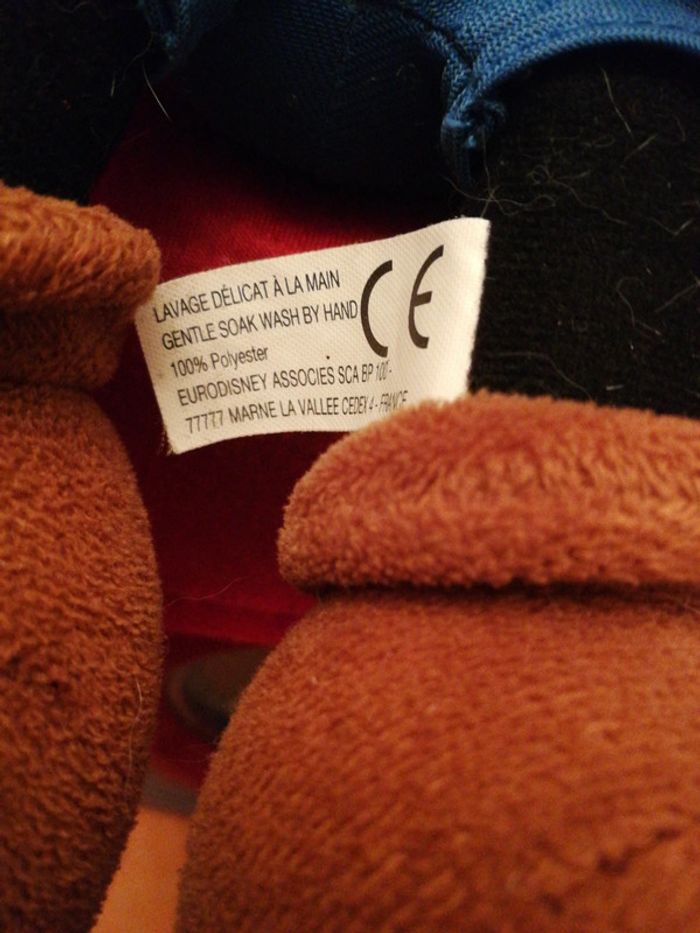 LAVAGE DÉLICAT À LA MAIN
GENTLE SOAK WASH BY HAND
100% Polyester
EURODISNEY ASSOCIES SCA BP 100 -
77777 MARNE LA VALLEE CEDEX 4 - FRANCE
CE